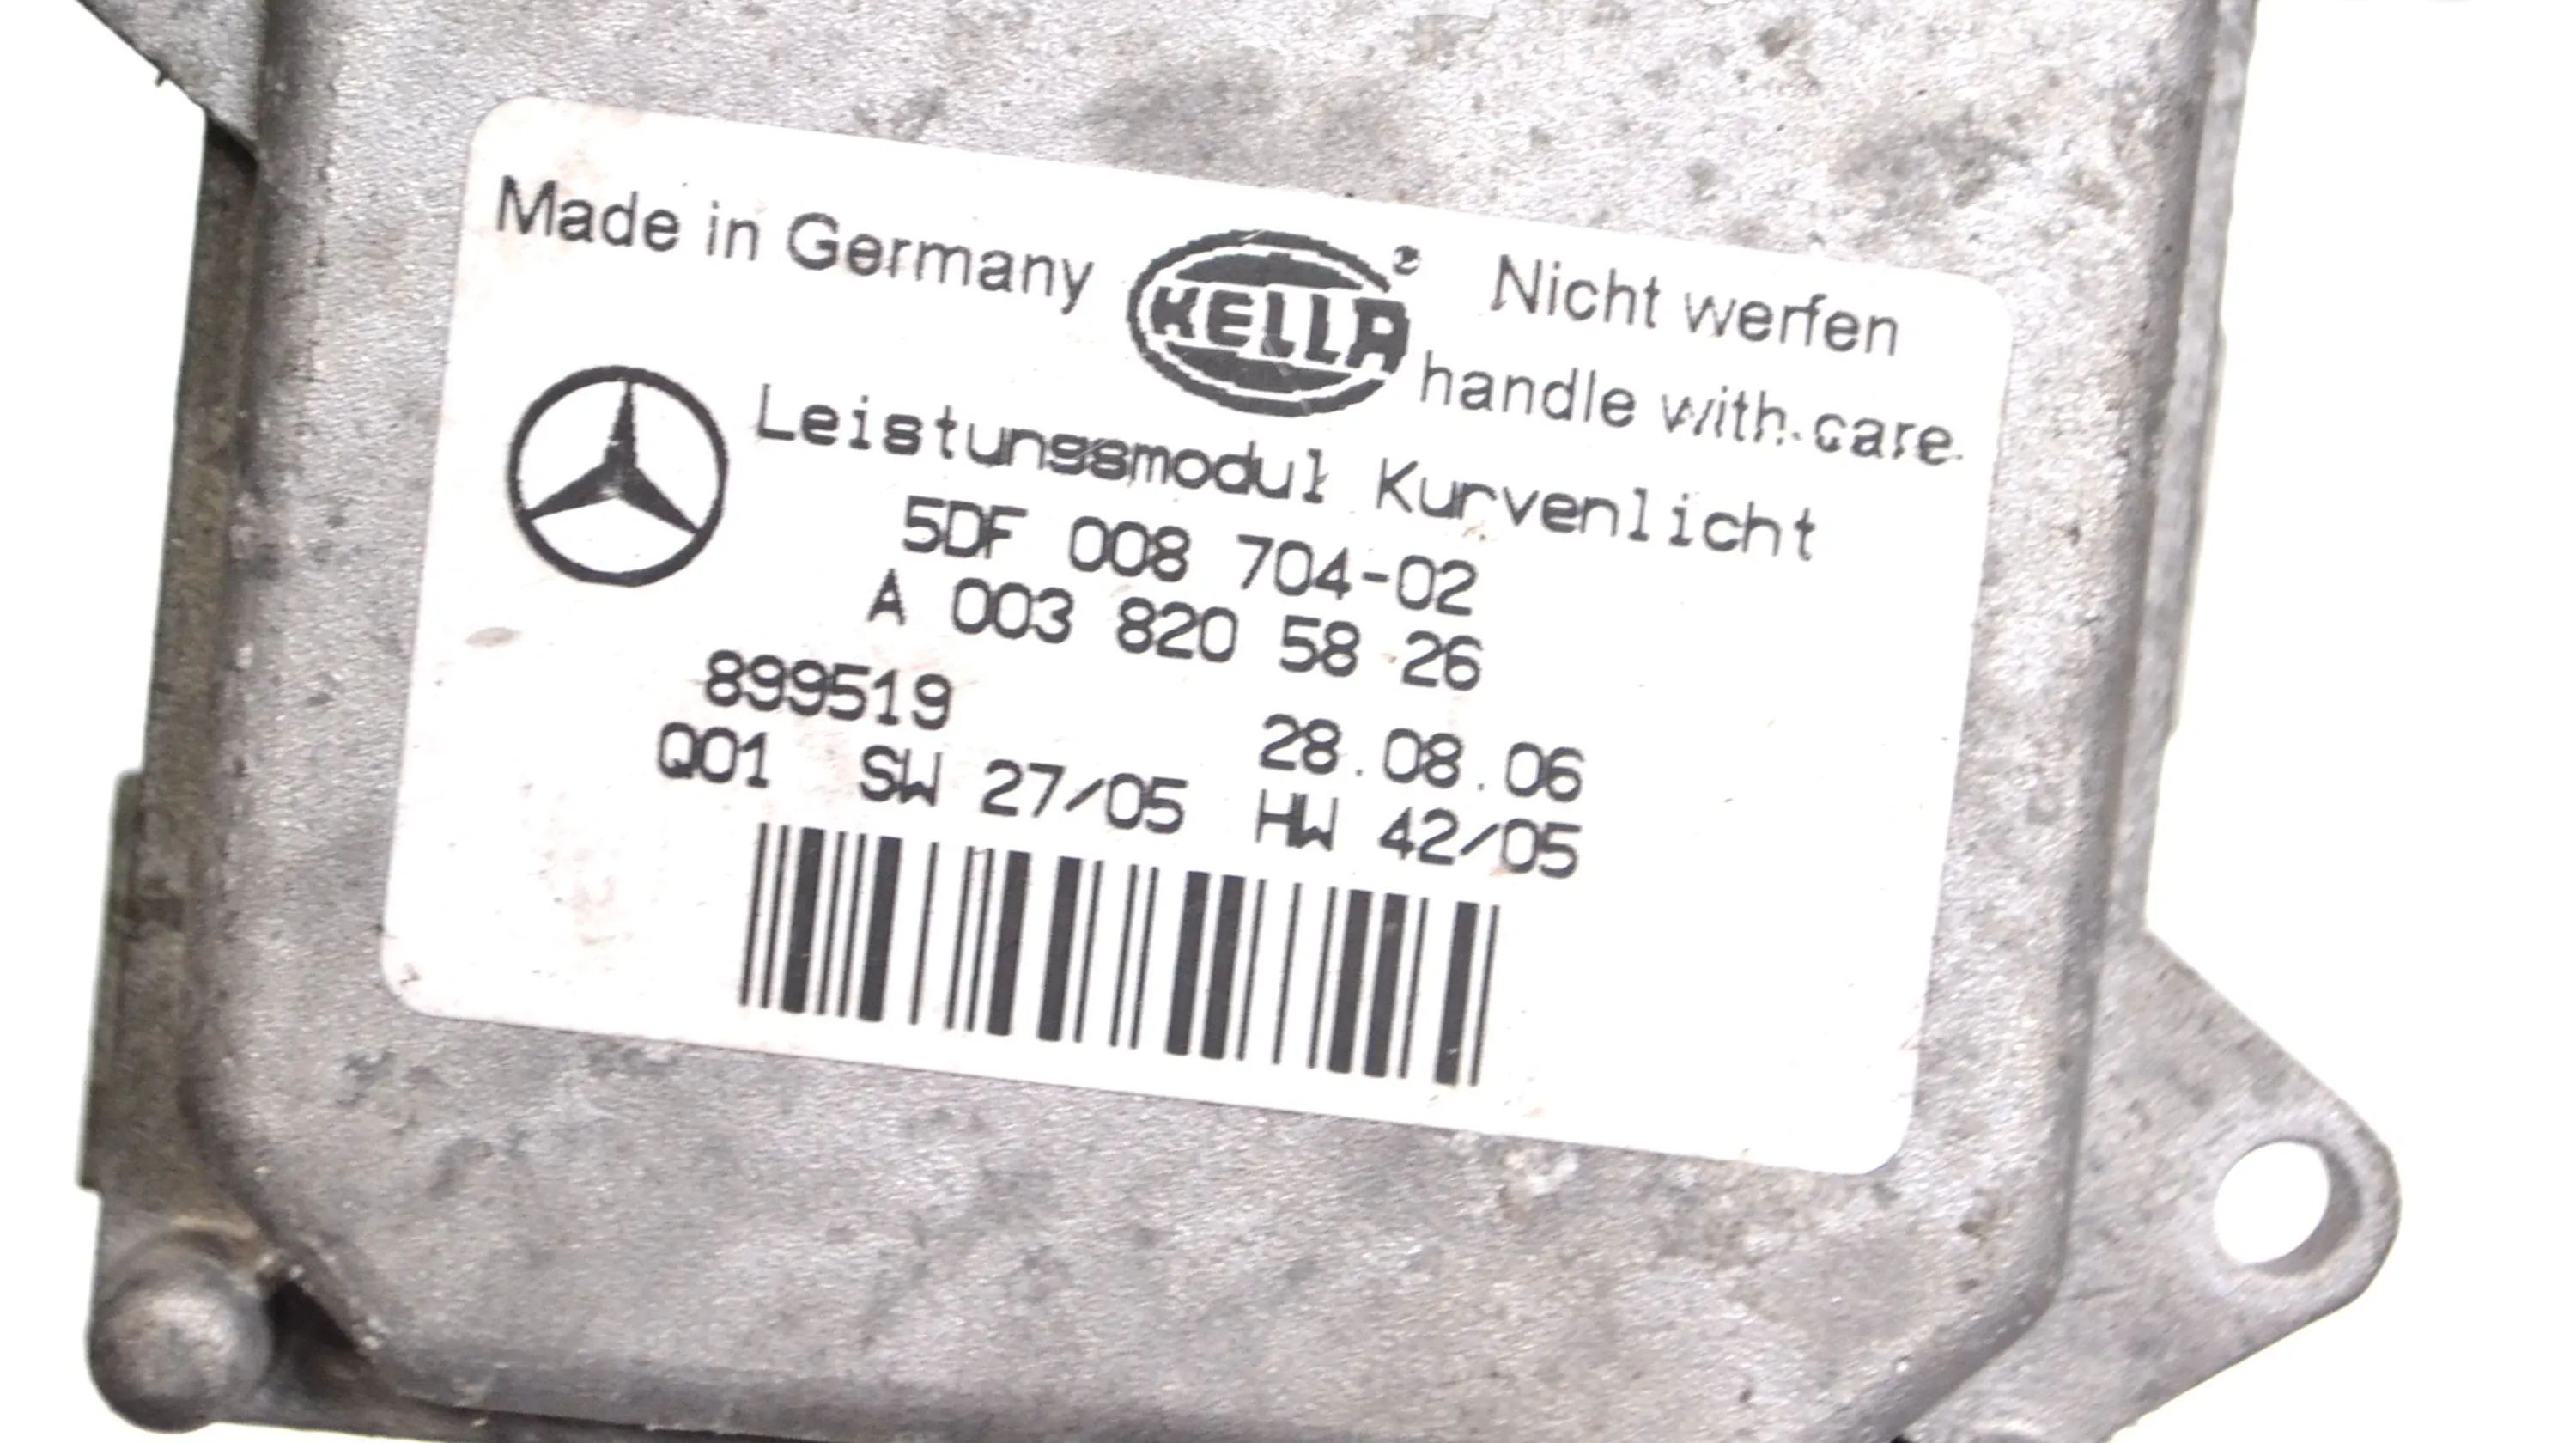 Made in Germany
HELLA
Nicht werfen
handle with care.
Leistungsmodul Kurvenlicht
5DF 008 704-02
A 003 820 58 26
899519 28.08.06
Q01 SW 27/05 HW 42/05